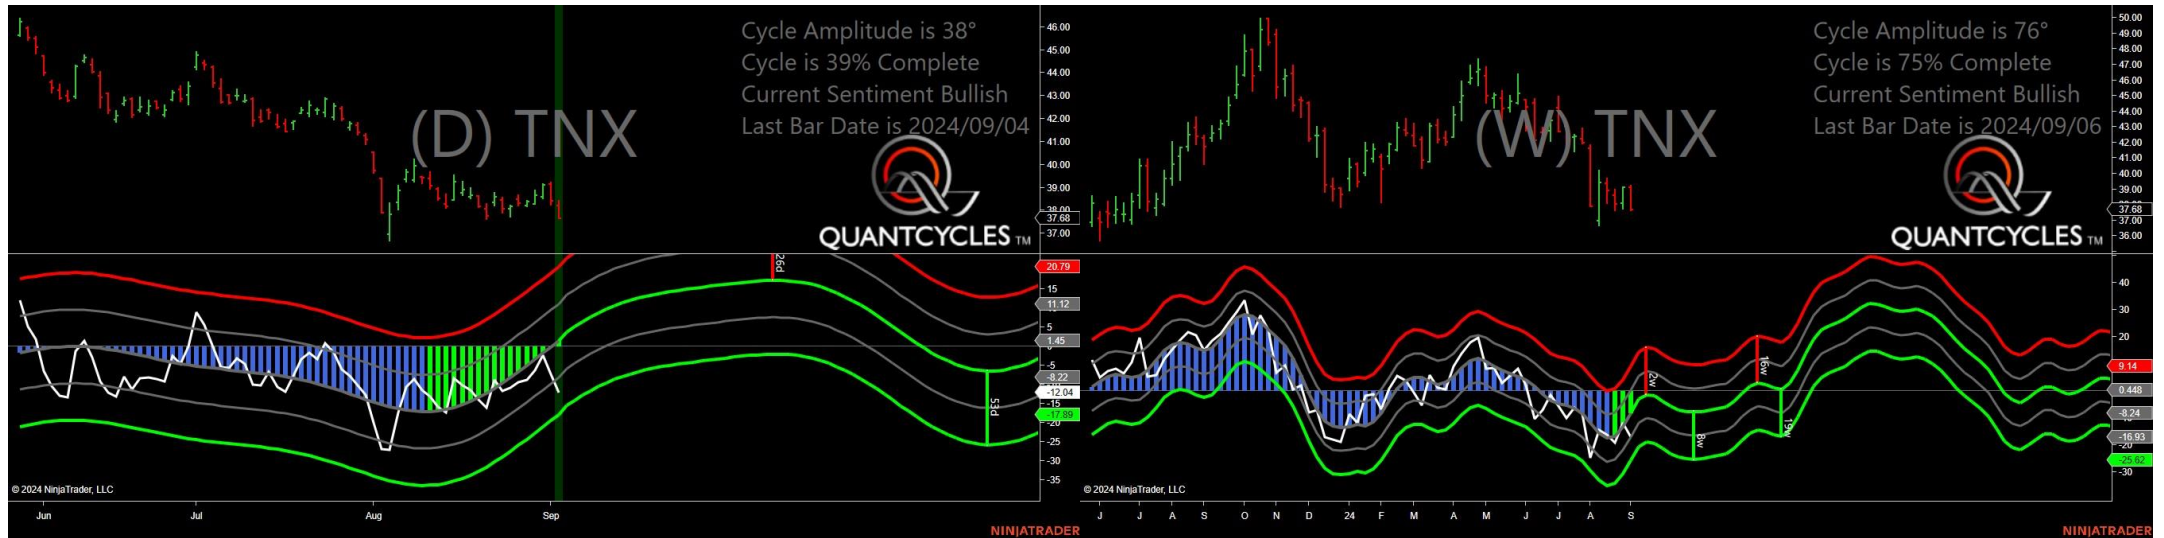 Cycle Amplitude is 38°
Cycle is 39% Complete
Current Sentiment Bullish
Last Bar Date is 2024/09/04
(D) TNX
QUANTCYCLES TM
46.00
45.00
44.00
43.00
42.00
41.00
40.00
39.00
38.00
37.68
37.00
26d
53d
20.79
15
11.12
5
1.45
-5
-8.22
-12.04
-15
-17.89
-20
-25
-30
-35
© 2024 NinjaTrader, LLC
Jun Jul Aug Sep
NINJATRADER
Cycle Amplitude is 76°
Cycle is 75% Complete
Current Sentiment Bullish
Last Bar Date is 2024/09/06
(W) TNX
QUANTCYCLES TM
50.00
49.00
48.00
47.00
46.00
45.00
44.00
43.00
42.00
41.00
40.00
39.00
37.68
37.00
36.00
2w
8w
16w
19w
40
30
20
9.14
0.448
-8.24
-16.93
-20
-25.62
-30
© 2024 NinjaTrader, LLC
J J A S O N D 24 F M A M J J A S
NINJATRADER